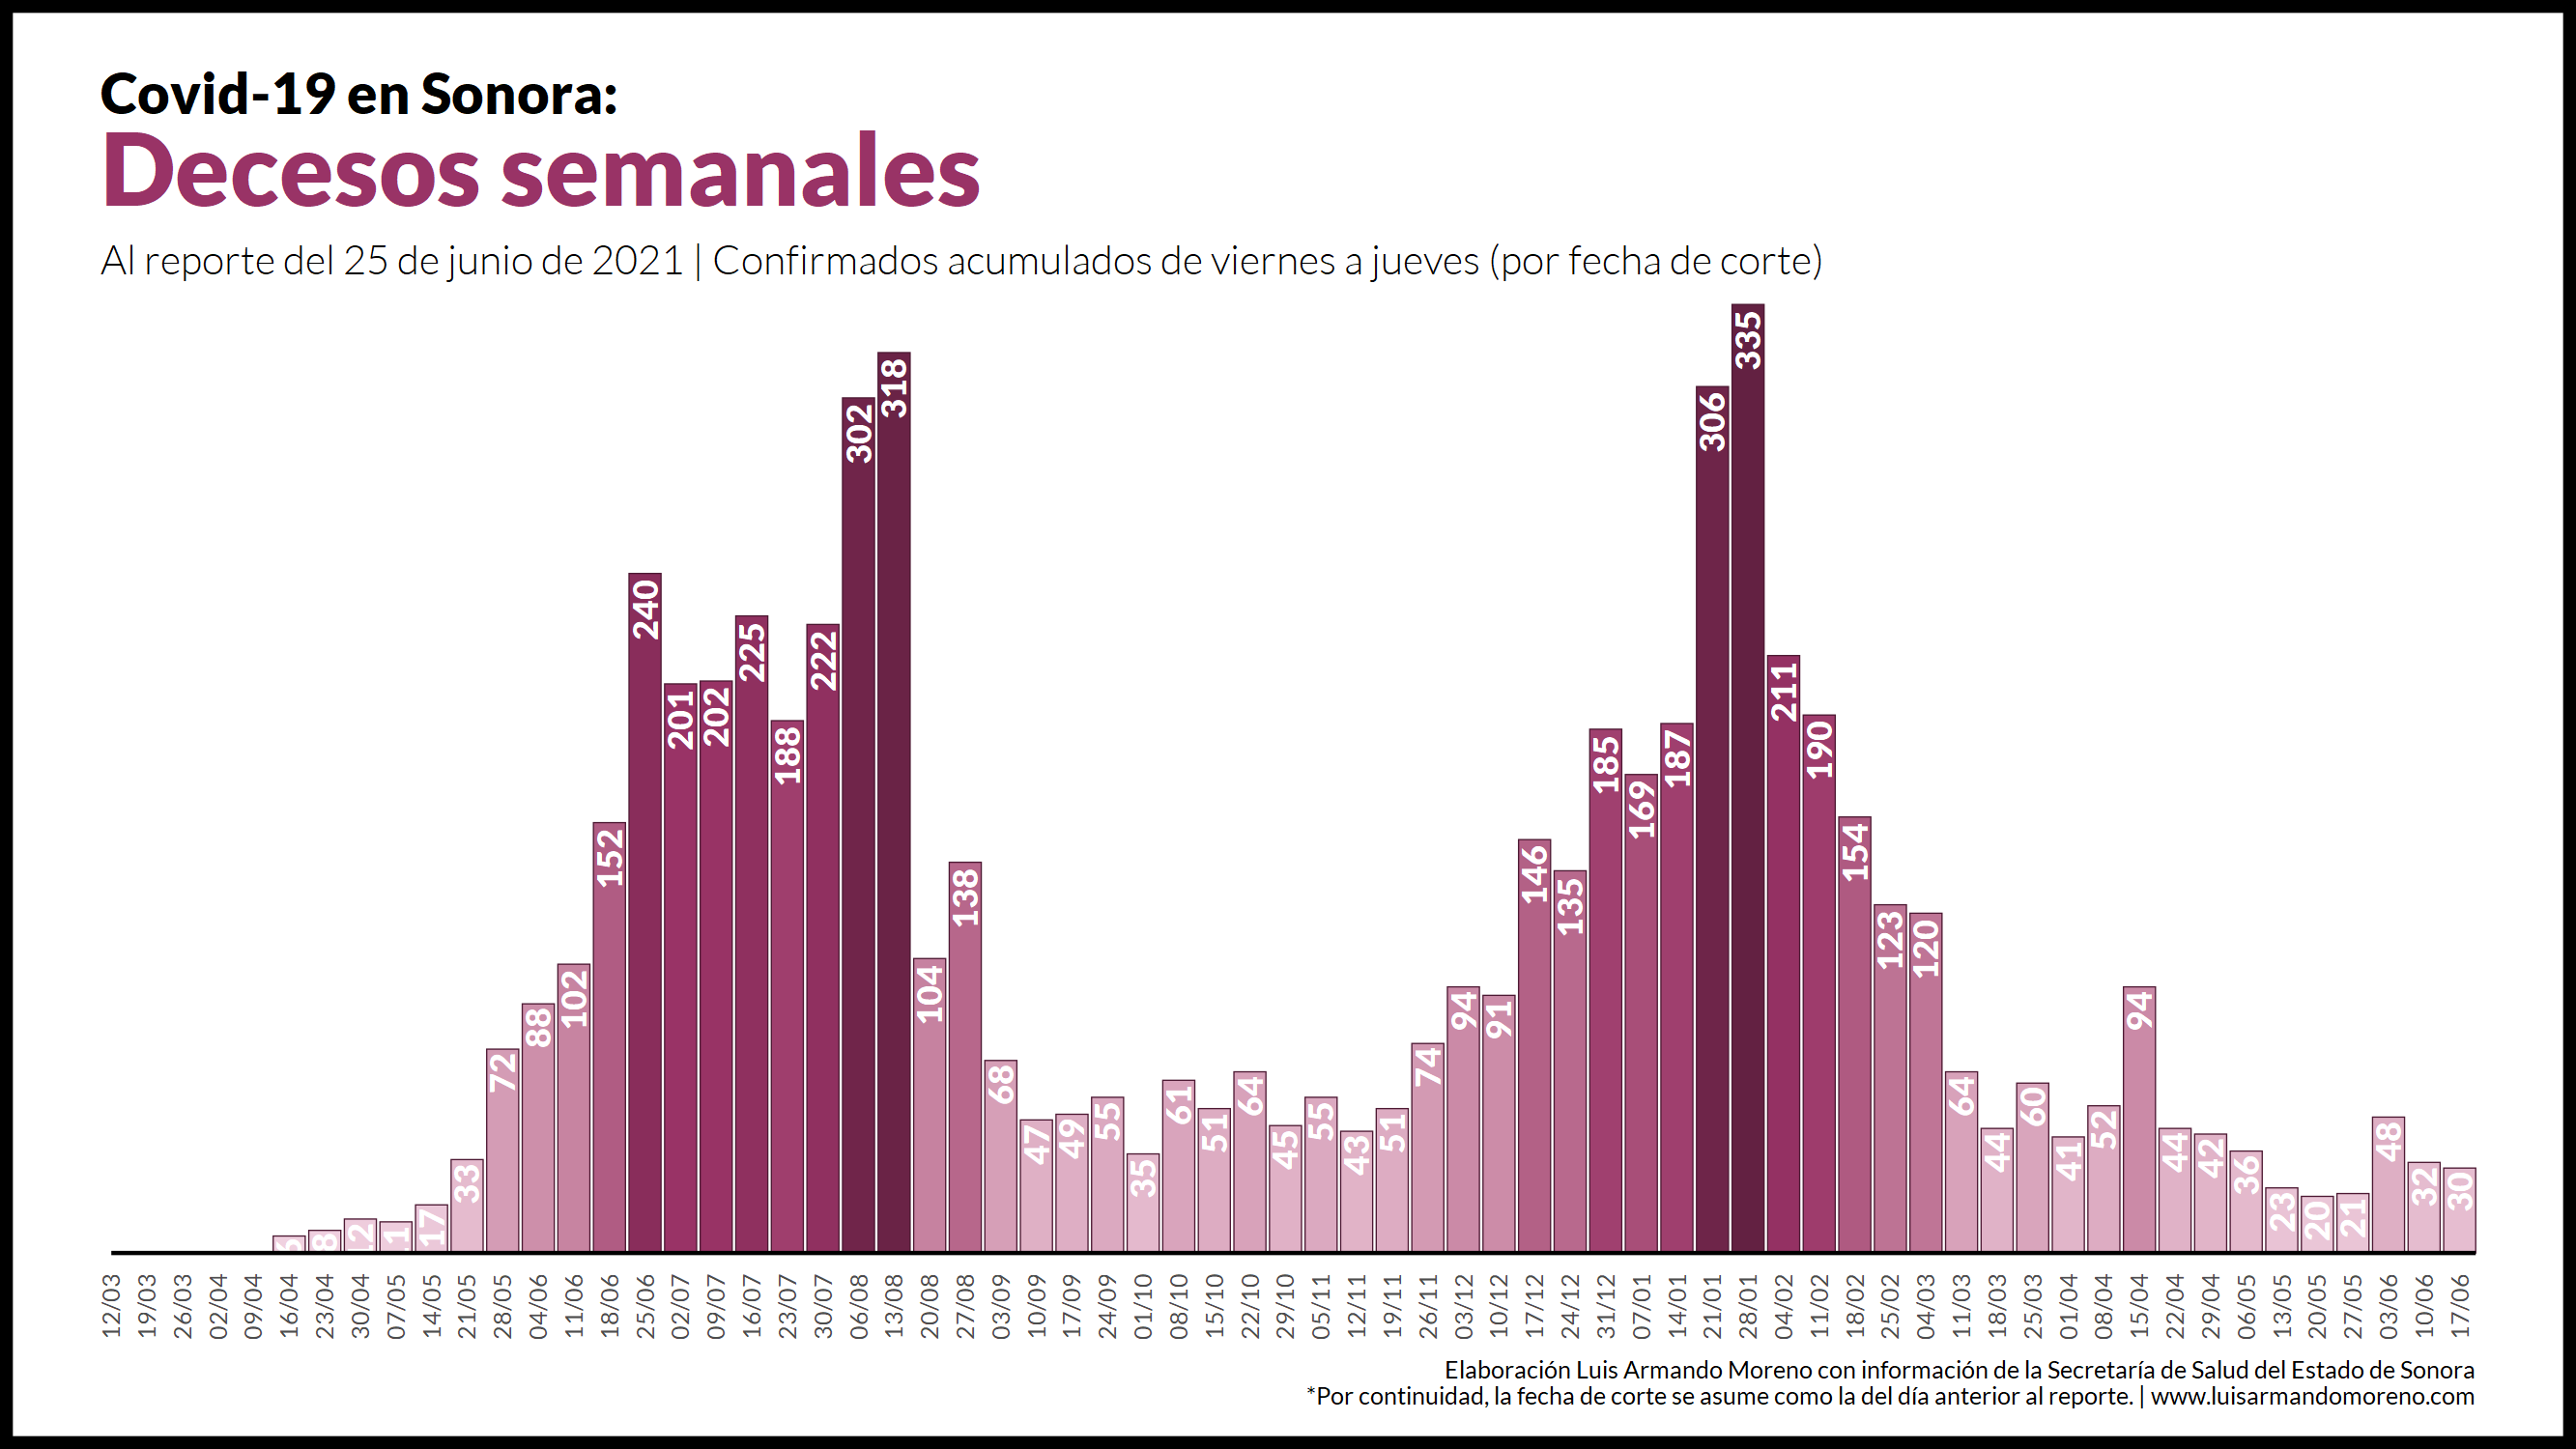 Covid-19 en Sonora:
Decesos semanales
Al reporte del 25 de junio de 2021 | Confirmados acumulados de viernes a jueves (por fecha de corte)
6 8 12 11 17 33 72 88 102 152 240 201 202 225 188 222 302 318 104 138 68 47 49 55 35 61 51 64 45 55 43 51 74 94 91 146 135 185 169 187 306 335 211 190 154 123 120 64 44 60 41 52 94 44 42 36 23 20 21 48 32 30
12/03 19/03 26/03 02/04 09/04 16/04 23/04 30/04 07/05 14/05 21/05 28/05 04/06 11/06 18/06 25/06 02/07 09/07 16/07 23/07 30/07 06/08 13/08 20/08 27/08 03/09 10/09 17/09 24/09 01/10 08/10 15/10 22/10 29/10 05/11 12/11 19/11 26/11 03/12 10/12 17/12 24/12 31/12 07/01 14/01 21/01 28/01 04/02 11/02 18/02 25/02 04/03 11/03 18/03 25/03 01/04 08/04 15/04 22/04 29/04 06/05 13/05 20/05 27/05 03/06 10/06 17/06
Elaboración Luis Armando Moreno con información de la Secretaría de Salud del Estado de Sonora
*Por continuidad, la fecha de corte se asume como la del día anterior al reporte. | www.luisarmandomoreno.com